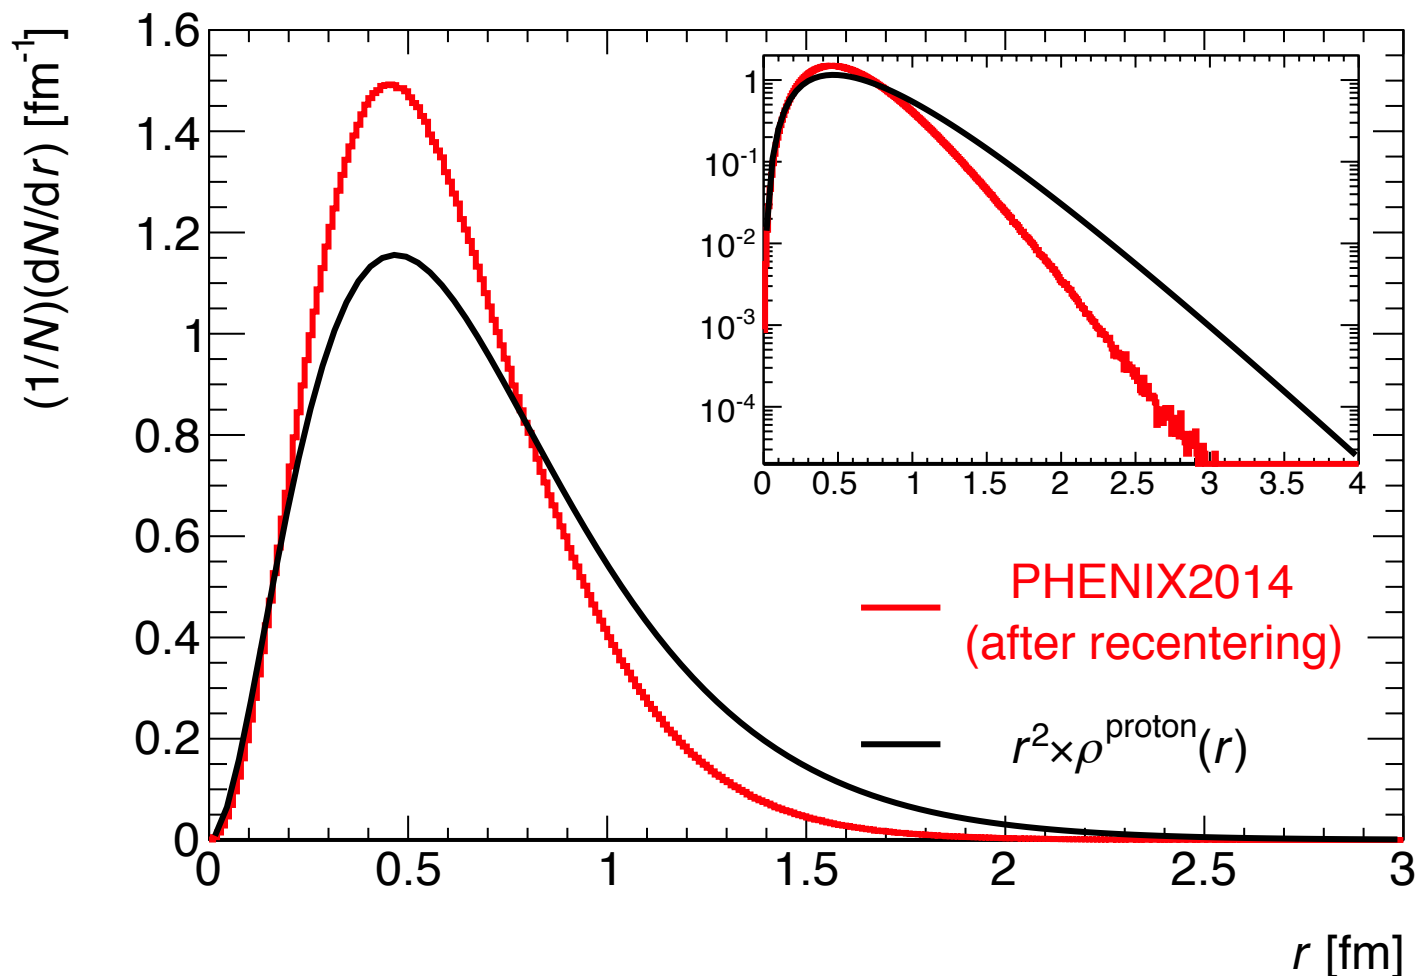 (1/N)(dN/dr) [fm⁻¹]
1.6
1.4
1.2
1
0.8
0.6
0.4
0.2
0
0 0.5 1 1.5 2 2.5 3
r [fm]
1
10⁻¹
10⁻²
10⁻³
10⁻⁴
0 0.5 1 1.5 2 2.5 3 3.5 4
PHENIX2014
(after recentering)
r²×ρ^proton(r)